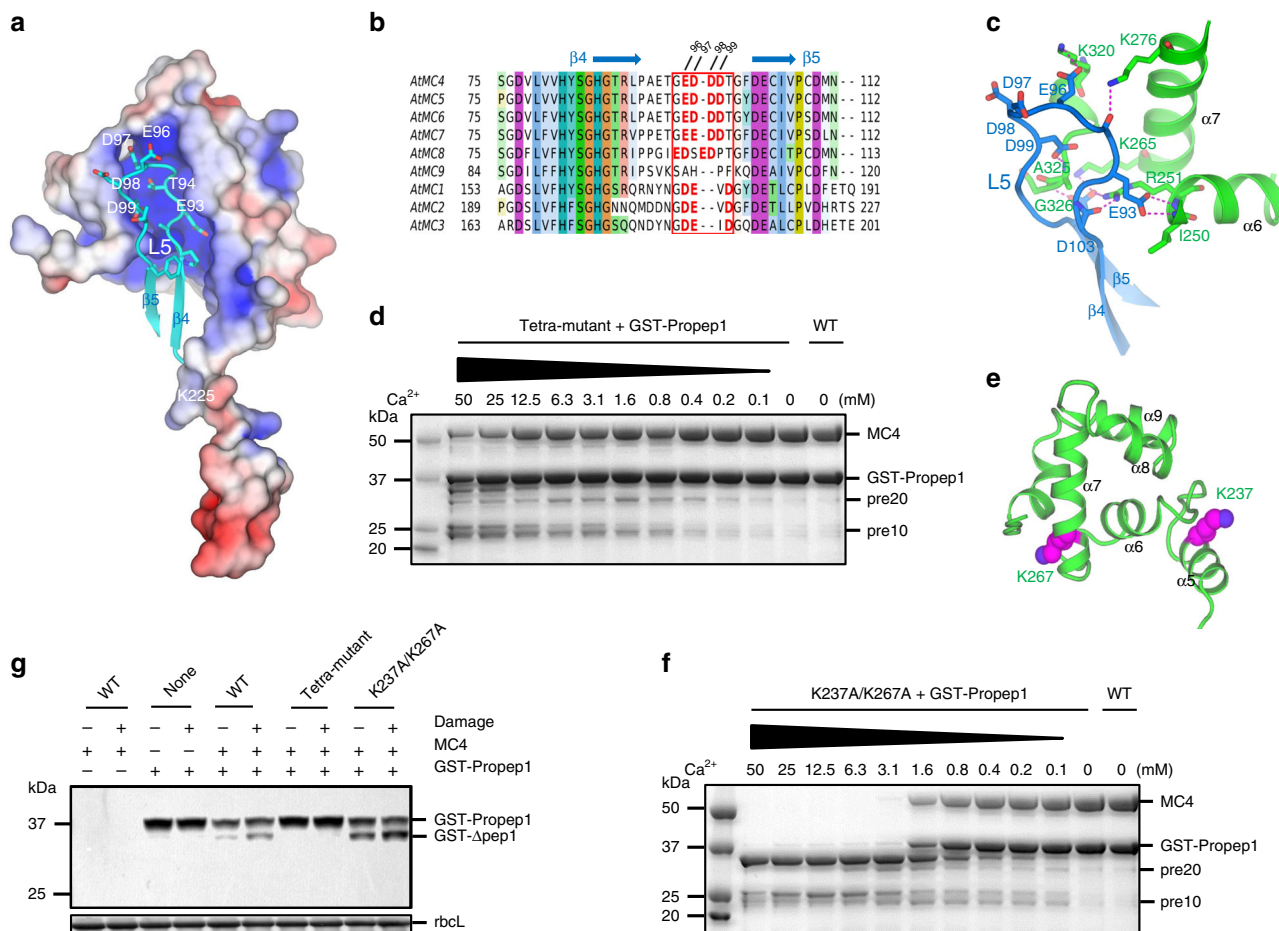 a
D97 E96
D98 T94
D99 E93
L5
β5
β4
K225
b
β4 96 97 98 99 β5
AtMC4 75 SGDVLVVHYSGHGTRLPAETGED-DDTGFDECIVPCDMN-- 112
AtMC5 75 PGDVLVVHYSGHGTRLPAETGED-DDTGYDECIVPCDMN-- 112
AtMC6 75 SGDVLVVHYSGHGTRLPAETGED-DDTGYDECIVPCDMN-- 112
AtMC7 75 SGDVLVVHYSGHGTRVPPETGEE-DDTGYDECIVPSDLN-- 112
AtMC8 75 SGDFLVFHYSGHGTRIPPGIEDSEDPTGFDECITPCDMN-- 113
AtMC9 84 SGDILFFHYSGHGTRIPSVKSAH--PFKQDEAIVPCDFN-- 120
AtMC1 153 AGDSLVFHFSGHGSRQRNYNGDE--VDGYDETLCPLDFETQ 191
AtMC2 189 PGDSLVFHFSGHGNNQMDDNGDE--VDGFDETLLPVDHRTS 227
AtMC3 163 ARDSLVFHFSGHGSQQNDYNGDE--IDGQDEALCPLDHETE 201
c
K320 K276
D97 E96
D98 α7
D99 K265
L5 A325 R251
G326 E93
I250 α6
D103
β5
β4
d
Tetra-mutant + GST-Propep1 WT
Ca2+ 50 25 12.5 6.3 3.1 1.6 0.8 0.4 0.2 0.1 0 0 (mM)
kDa
50 MC4
37 GST-Propep1
pre20
25 pre10
20
e
α9
α8
α7 K237
α6
K267 α5
g
WT None WT Tetra-mutant K237A/K267A
– + – + – + – + – + Damage
+ + – – + + + + + + MC4
– – + + + + + + + + GST-Propep1
kDa
37 GST-Propep1
GST-Δpep1
25
rbcL
f
K237A/K267A + GST-Propep1 WT
Ca2+ 50 25 12.5 6.3 3.1 1.6 0.8 0.4 0.2 0.1 0 0 (mM)
kDa
50 MC4
37 GST-Propep1
pre20
25 pre10
20